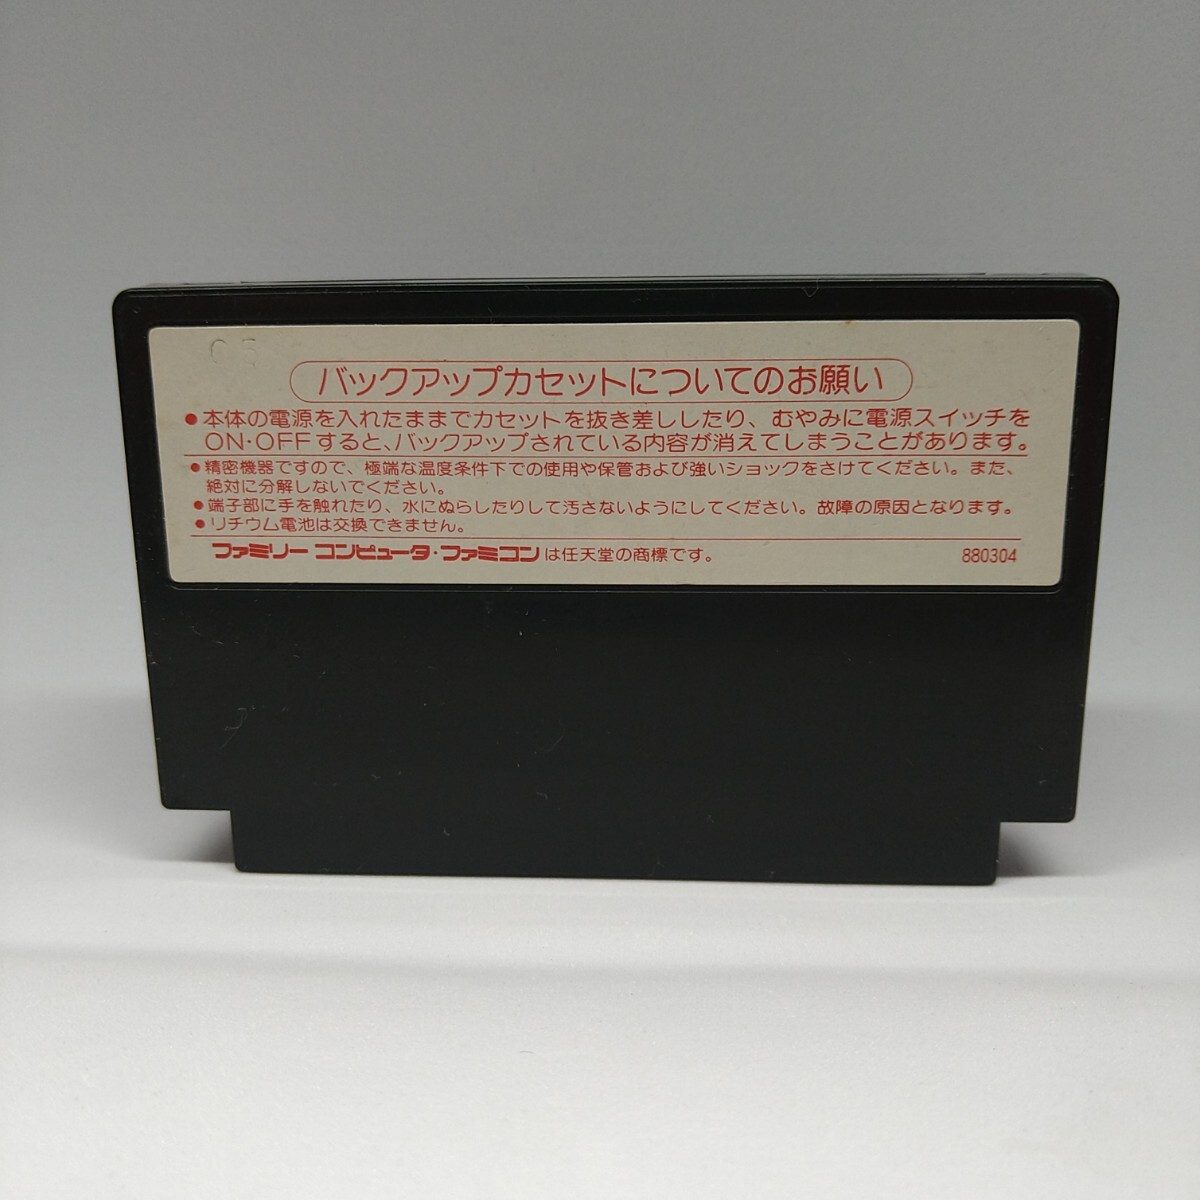 03
バックアップカセットについてのお願い
●本体の電源を入れたままでカセットを抜き差ししたり、むやみに電源スイッチを
ON・OFFすると、バックアップされている内容が消えてしまうことがあります。
●精密機器ですので、極端な温度条件下での使用や保管および強いショックをさけてください。また、
絶対に分解しないでください。
●端子部に手を触れたり、水にぬらしたりして汚さないようにしてください。故障の原因となります。
●リチウム電池は交換できません。
ファミリー コンピュータ・ファミコンは任天堂の商標です。
880304